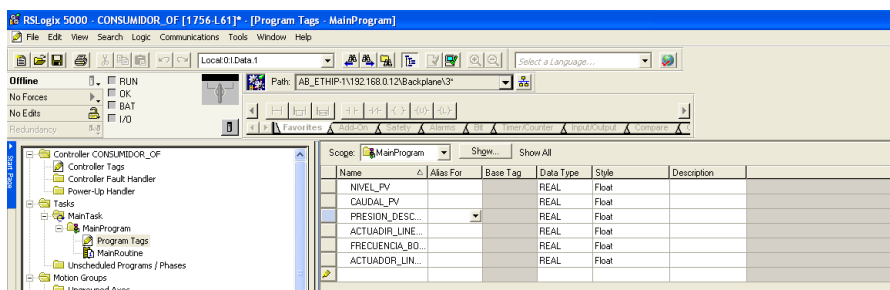 RSLogix 5000 - CONSUMIDOR_OF [1756-L61]* - [Program Tags - MainProgram]
File Edit View Search Logic Communications Tools Window Help
Local:0:I.Data.1
Select a Language...
Offline
RUN
Path: AB_ETHIP-1\192.168.0.12\Backplane\3*
No Forces
OK
No Edits
BAT
Redundancy
I/O
Favorites Add-On Safety Alarms Bit Timer/Counter Input/Output Compare
Start Page
Controller CONSUMIDOR_OF
Controller Tags
Controller Fault Handler
Power-Up Handler
Tasks
MainTask
MainProgram
Program Tags
MainRoutine
Unscheduled Programs / Phases
Motion Groups
Ungrouped Axes
Scope: MainProgram Show... Show All
Name Alias For Base Tag Data Type Style Description
NIVEL_PV REAL Float
CAUDAL_PV REAL Float
PRESION_DESC... REAL Float
ACTUADIR_LINE... REAL Float
FRECUENCIA_BO... REAL Float
ACTUADOR_LIN... REAL Float